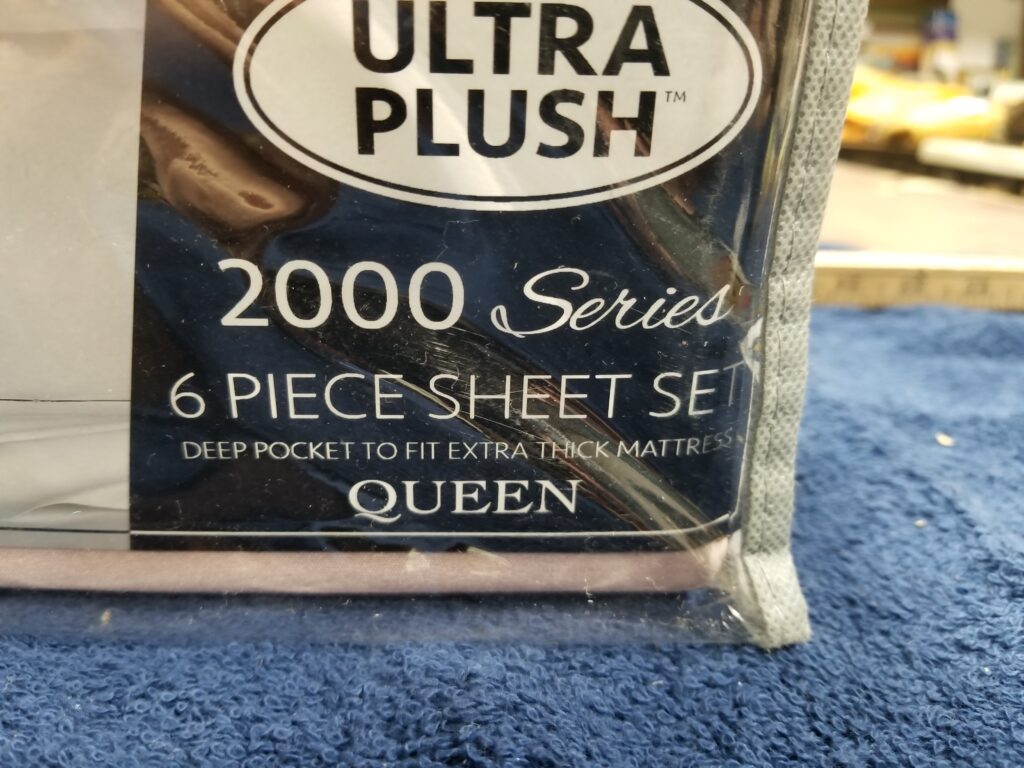 ULTRA
PLUSH™
2000 Series
6 PIECE SHEET SET
DEEP POCKET TO FIT EXTRA THICK MATTRESS
QUEEN